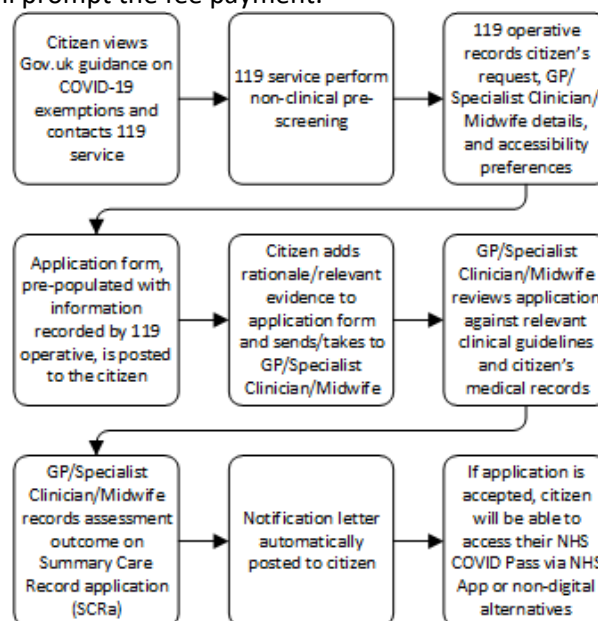 prompt the fee payment.
Citizen views
Gov.uk guidance on
COVID-19
exemptions and
contacts 119
service
119 service perform
non-clinical pre-
screening
119 operative
records citizen's
request, GP/
Specialist Clinician/
Midwife details,
and accessibility
preferences
Application form,
pre-populated with
information
recorded by 119
operative, is posted
to the citizen
Citizen adds
rationale/relevant
evidence to
application form
and sends/takes to
GP/Specialist
Clinician/Midwife
GP/Specialist
Clinician/Midwife
reviews application
against relevant
clinical guidelines
and citizen's
medical records
GP/Specialist
Clinician/Midwife
records assessment
outcome on
Summary Care
Record application
(SCRa)
Notification letter
automatically
posted to citizen
If application is
accepted, citizen
will be able to
access their NHS
COVID Pass via NHS
App or non-digital
alternatives